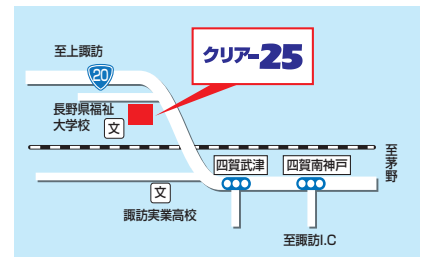 至上諏訪
クリアー25
20
長野県福祉
大学校
文
四賀武津
四賀南神戸
至茅野
文
諏訪実業高校
至諏訪I.C